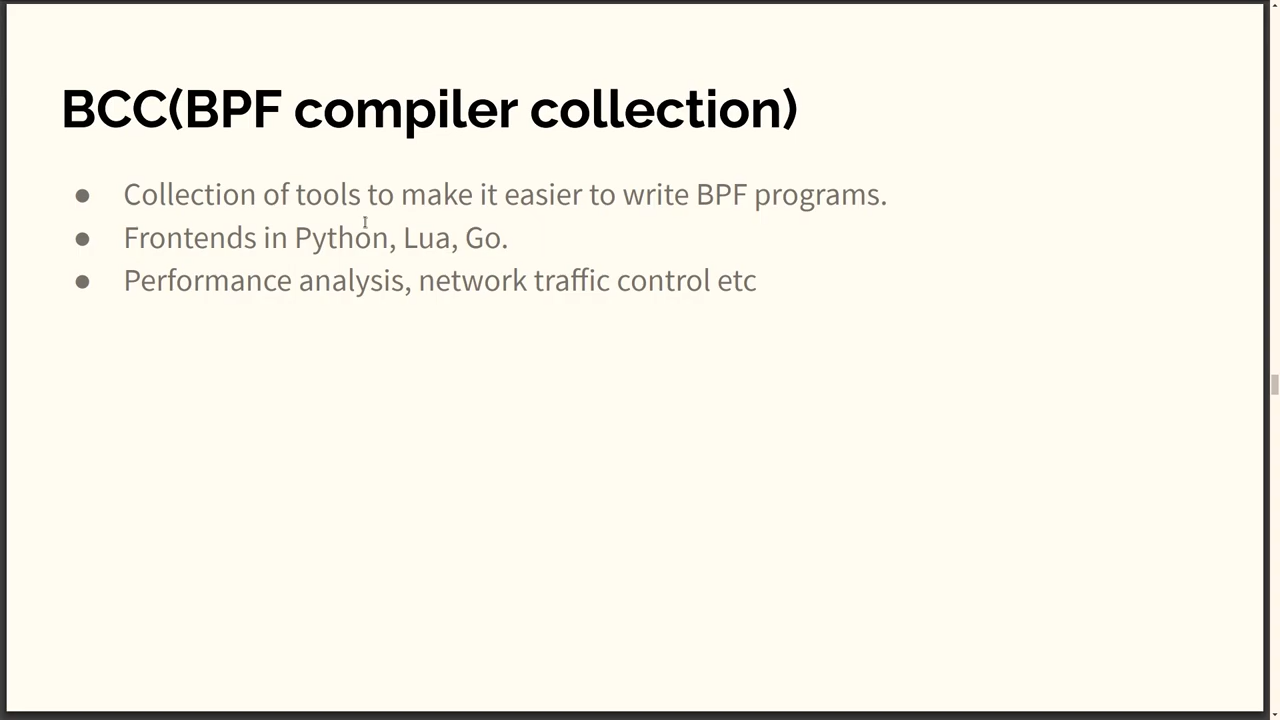 BCC(BPF compiler collection)
● Collection of tools to make it easier to write BPF programs.
● Frontends in Python, Lua, Go.
● Performance analysis, network traffic control etc